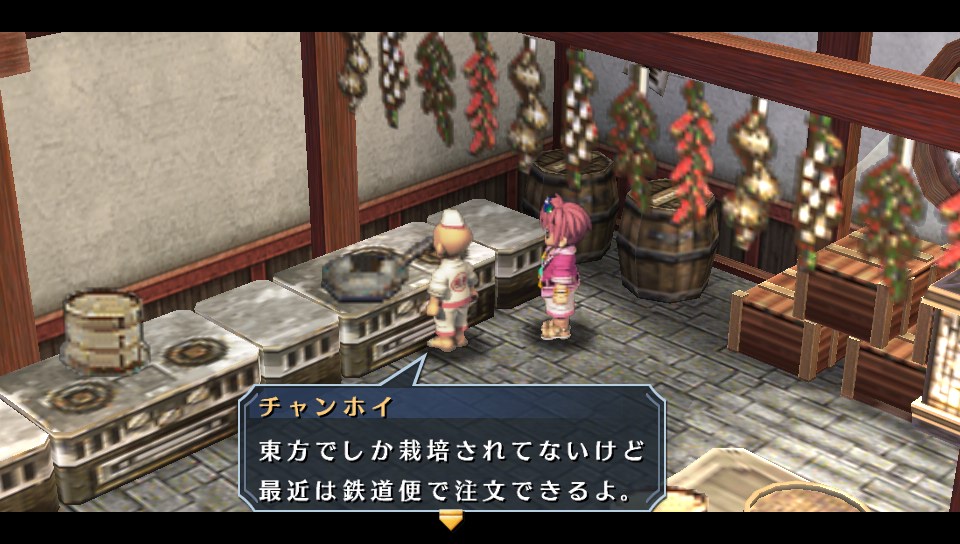 チャンホイ
東方でしか栽培されてないけど
最近は鉄道便で注文できるよ。